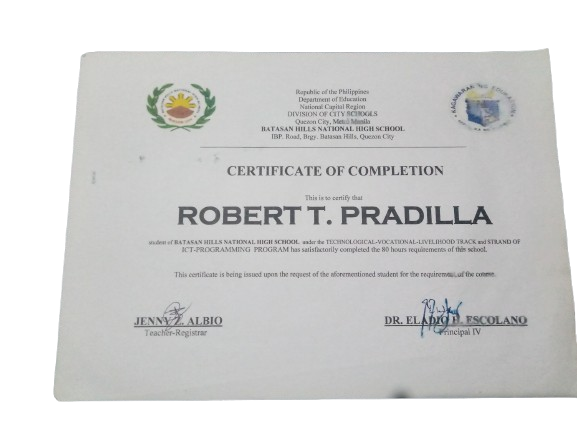 Republic of the Philippines
Department of Education
National Capital Region
DIVISION OF CITY SCHOOLS
Quezon City, Metro Manila
BATASAN HILLS NATIONAL HIGH SCHOOL
IBP. Road, Brgy. Batasan Hills, Quezon City
CERTIFICATE OF COMPLETION
This is to certify that
ROBERT T. PRADILLA
student of BATASAN HILLS NATIONAL HIGH SCHOOL under the TECHNOLOGICAL-VOCATIONAL-LIVELIHOOD TRACK and STRAND OF
ICT-PROGRAMMING PROGRAM has satisfactorily completed the 80 hours requirements of this school.
This certificate is being issued upon the request of the aforementioned student for the requirement of the course.
JENNY Z. ALBIO
Teacher-Registrar
DR. ELADIO H. ESCOLANO
Principal IV